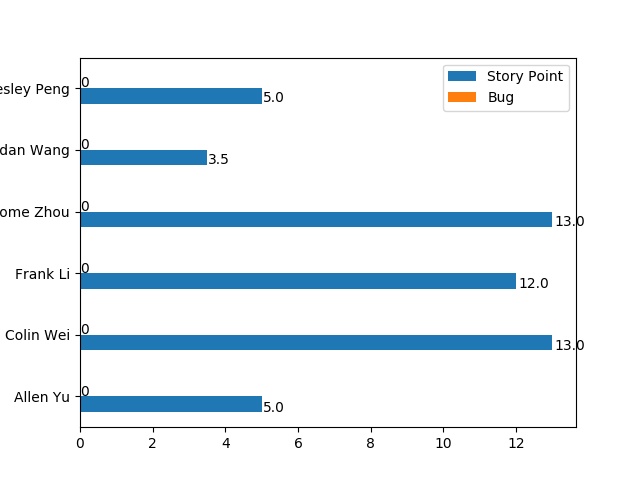 Story Point
Bug
esley Peng
0
5.0
dan Wang
0
3.5
ome Zhou
0
13.0
Frank Li
0
12.0
Colin Wei
0
13.0
Allen Yu
0
5.0
0 2 4 6 8 10 12